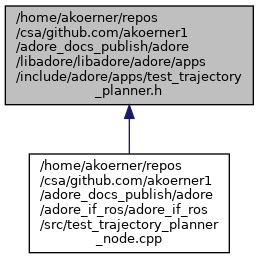 /home/akoerner/repos
/csa/github.com/akoerner1
/adore_docs_publish/adore
/libadore/libadore/adore/apps
/include/adore/apps/test_trajectory
_planner.h
/home/akoerner/repos
/csa/github.com/akoerner1
/adore_docs_publish/adore
/adore_if_ros/adore_if_ros
/src/test_trajectory_planner
_node.cpp